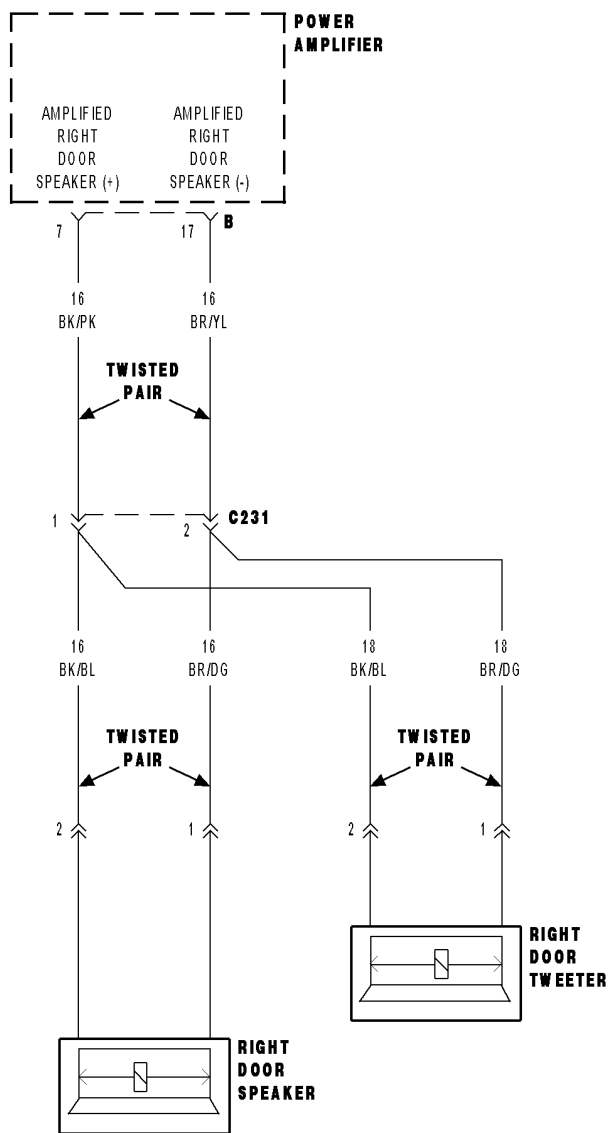 POWER
AMPLIFIER
AMPLIFIED
RIGHT
DOOR
SPEAKER (+)
AMPLIFIED
RIGHT
DOOR
SPEAKER (-)
7
17
B
16
BK/PK
16
BR/YL
TWISTED
PAIR
1
2
C231
16
BK/BL
16
BR/DG
18
BK/BL
18
BR/DG
TWISTED
PAIR
TWISTED
PAIR
2
1
2
1
RIGHT
DOOR
TWEETER
RIGHT
DOOR
SPEAKER